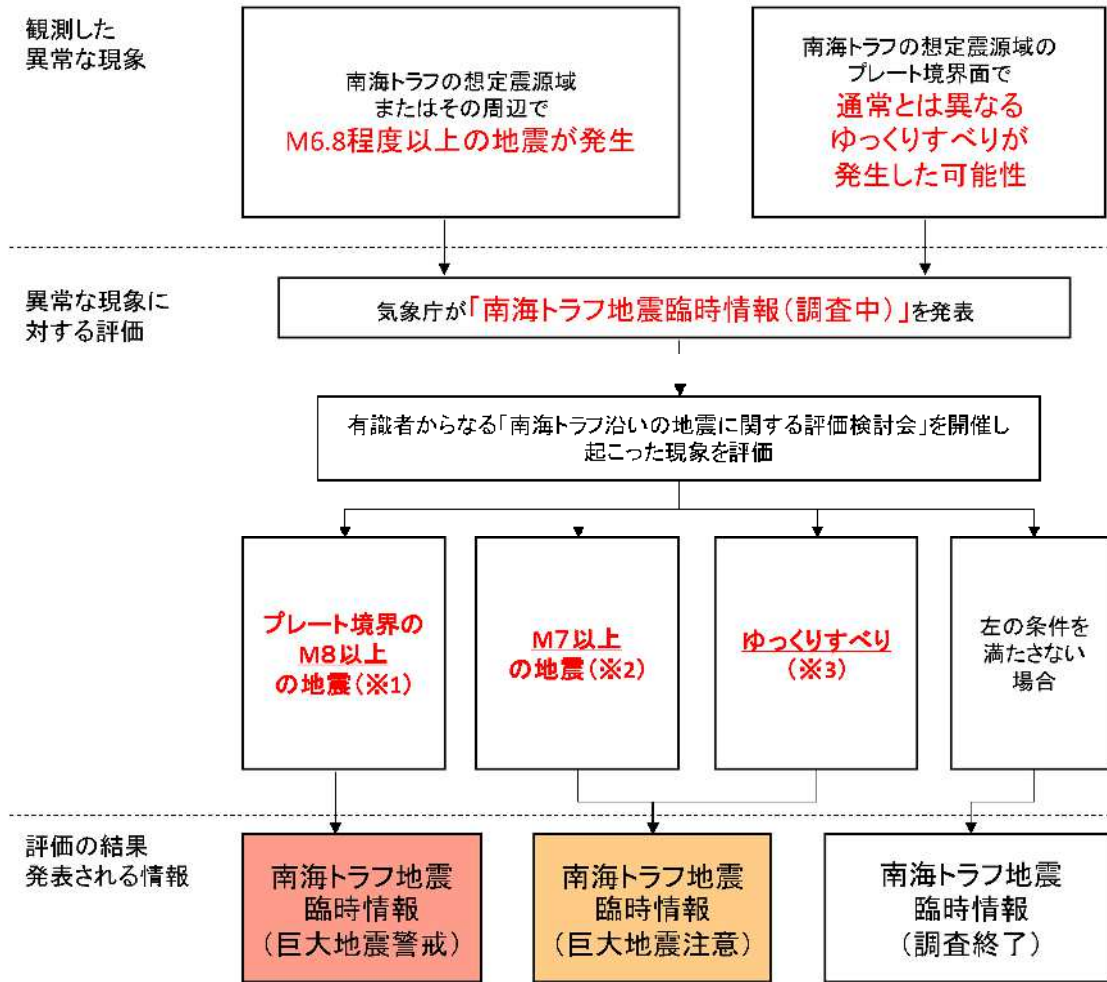 観測した
異常な現象
南海トラフの想定震源域
またはその周辺で
M6.8程度以上の地震が発生
南海トラフの想定震源域の
プレート境界面で
通常とは異なる
ゆっくりすべりが
発生した可能性
異常な現象に
対する評価
気象庁が「南海トラフ地震臨時情報(調査中)」を発表
有識者からなる「南海トラフ沿いの地震に関する評価検討会」を開催し
起こった現象を評価
プレート境界の
M8以上
の地震(※1)
M7以上
の地震(※2)
ゆっくりすべり
(※3)
左の条件を
満たさない
場合
評価の結果
発表される情報
南海トラフ地震
臨時情報
(巨大地震警戒)
南海トラフ地震
臨時情報
(巨大地震注意)
南海トラフ地震
臨時情報
(調査終了)